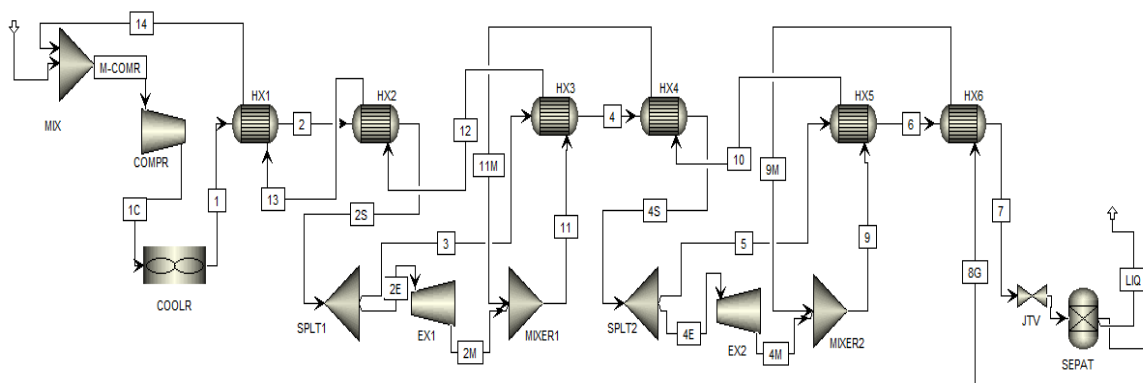 14
M-COMR
MIX
COMPR
1C
COOLR
1
HX1
13
2
HX2
2S
SPLT1
3
2E
EX1
2M
12
11M
MIXER1
11
HX3
4
HX4
10
4S
SPLT2
5
4E
EX2
4M
9M
MIXER2
9
HX5
6
HX6
8G
7
JTV
SEPAT
LIQ